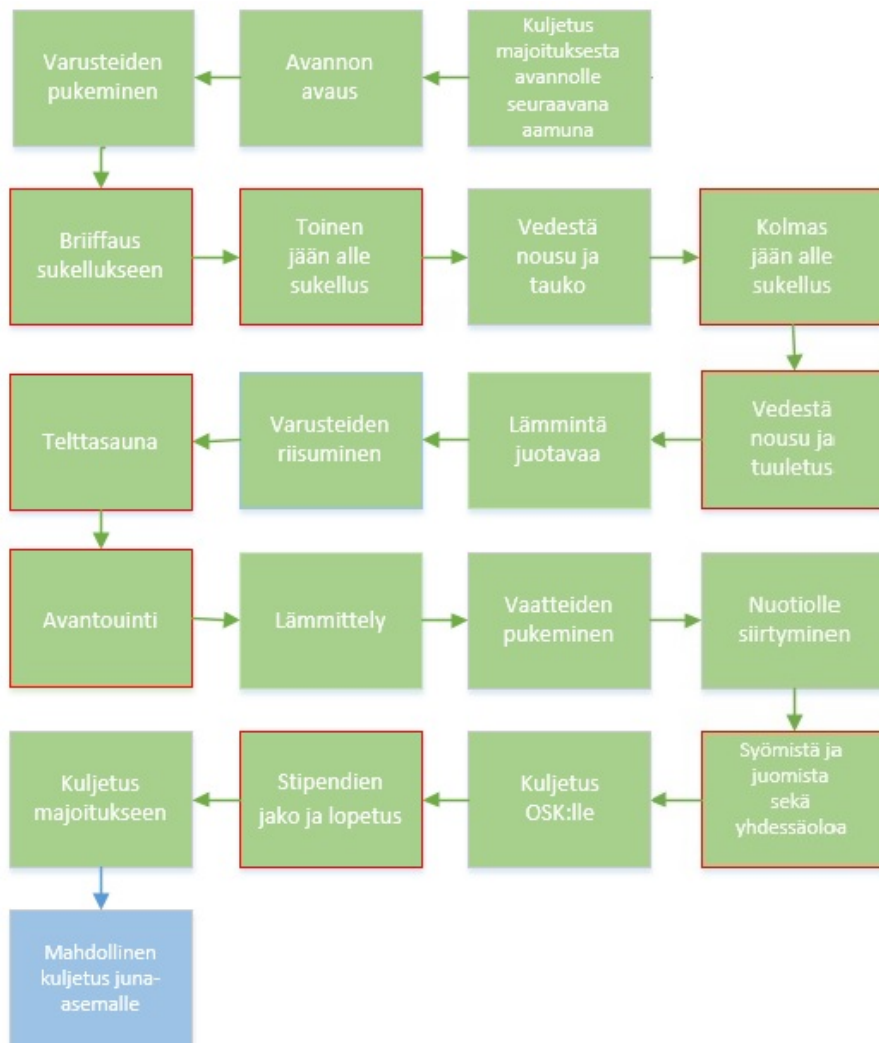 Varusteiden
pukeminen
Avannon
avaus
Kuljetus
majoituksesta
avannolle
seuraavana
aamuna
Briiffaus
sukellukseen
Toinen
jään alle
sukellus
Vedestä
nousu ja
tauko
Kolmas
jään alle
sukellus
Telttasauna
Varusteiden
riisuminen
Lämmintä
juotavaa
Vedestä
nousu ja
tuuletus
Avantouinti
Lämmittely
Vaatteiden
pukeminen
Nuotiolle
siirtyminen
Kuljetus
majoitukseen
Stipendien
jako ja lopetus
Kuljetus
OSK:lle
Syömistä ja
juomista
sekä
yhdessäoloa
Mahdollinen
kuljetus juna-
asemalle